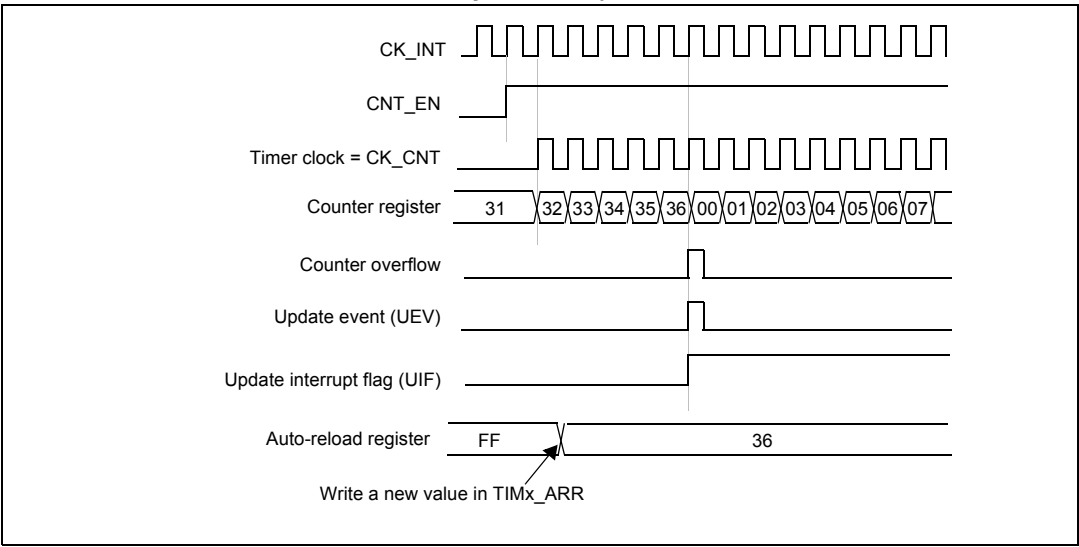 CK_INT
CNT_EN
Timer clock = CK_CNT
Counter register 31 32 33 34 35 36 00 01 02 03 04 05 06 07
Counter overflow
Update event (UEV)
Update interrupt flag (UIF)
Auto-reload register FF 36
Write a new value in TIMx_ARR